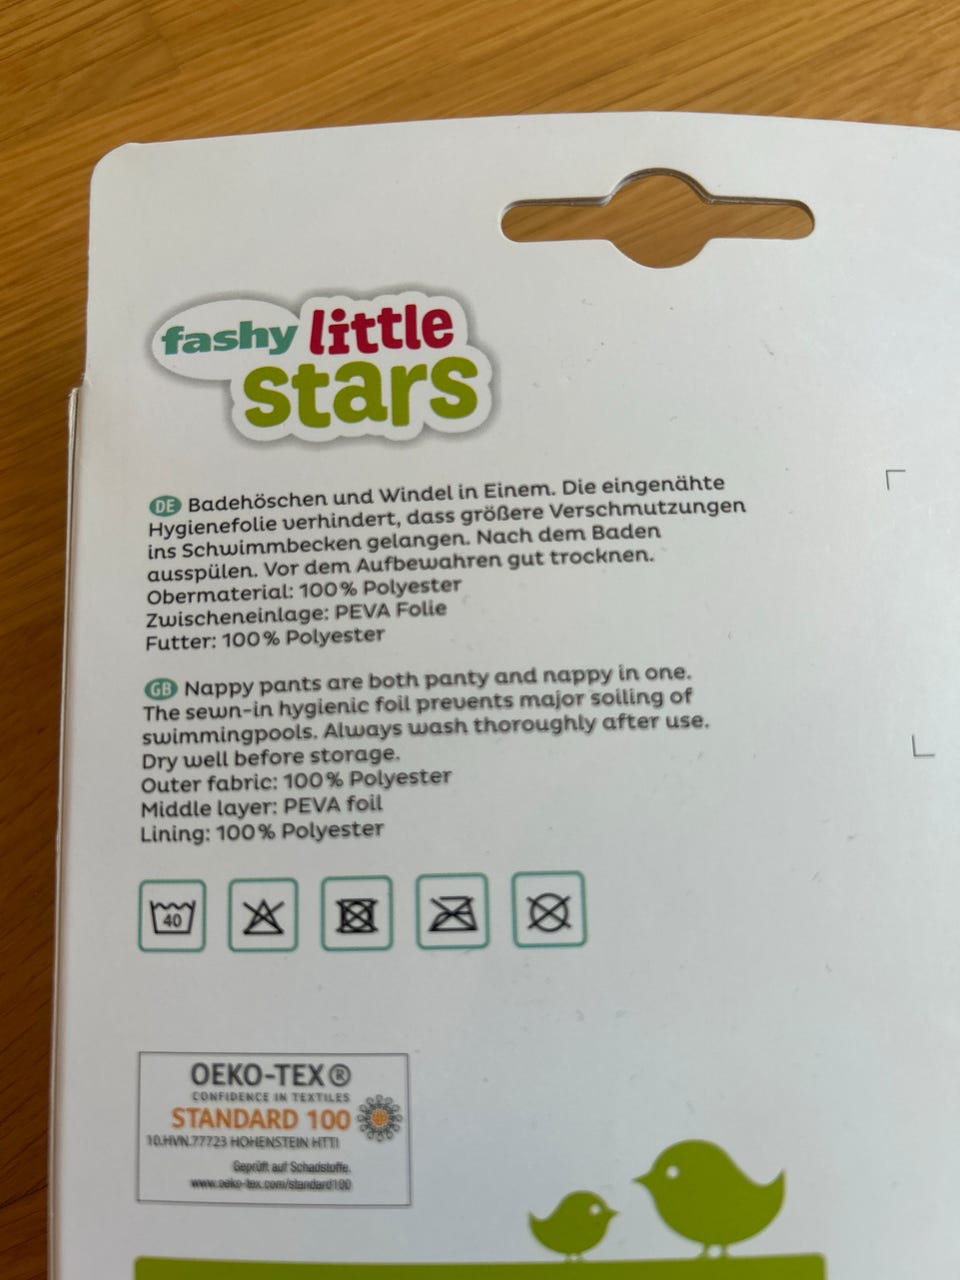 fashy little
stars
DE Badehöschen und Windel in Einem. Die eingenähte
Hygienefolie verhindert, dass größere Verschmutzungen
ins Schwimmbecken gelangen. Nach dem Baden
ausspülen. Vor dem Aufbewahren gut trocknen.
Obermaterial: 100% Polyester
Zwischeneinlage: PEVA Folie
Futter: 100% Polyester
GB Nappy pants are both panty and nappy in one.
The sewn-in hygienic foil prevents major soiling of
swimmingpools. Always wash thoroughly after use.
Dry well before storage.
Outer fabric: 100% Polyester
Middle layer: PEVA foil
Lining: 100% Polyester
40
OEKO-TEX®
CONFIDENCE IN TEXTILES
STANDARD 100
10.HVN.77723 HOHENSTEIN HTTI
Geprüft auf Schadstoffe.
www.oeko-tex.com/standard100